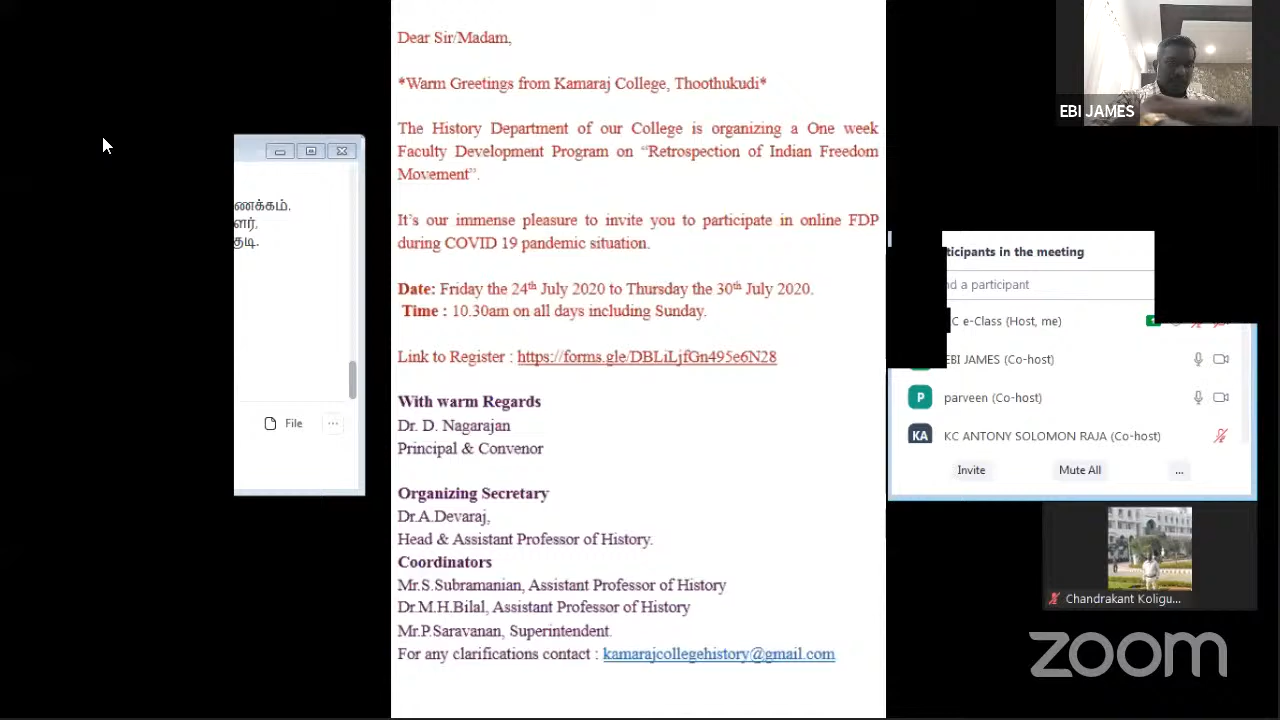 Dear Sir/Madam,
*Warm Greetings from Kamaraj College, Thoothukudi*
The History Department of our College is organizing a One week
Faculty Development Program on “Retrospection of Indian Freedom
Movement”.
It’s our immense pleasure to invite you to participate in online FDP
during COVID 19 pandemic situation.
Date: Friday the 24th July 2020 to Thursday the 30th July 2020.
Time : 10.30am on all days including Sunday.
Link to Register : https://forms.gle/DBLiLjfGn495e6N28
With warm Regards
Dr. D. Nagarajan
Principal & Convenor
Organizing Secretary
Dr.A.Devaraj,
Head & Assistant Professor of History.
Coordinators
Mr.S.Subramanian, Assistant Professor of History
Dr.M.H.Bilal, Assistant Professor of History
Mr.P.Saravanan, Superintendent.
For any clarifications contact : kamarajcollegehistory@gmail.com
ணக்கம்.
ளர்.
குடி.
File
...
EBI JAMES
ticipants in the meeting
d a participant
C e-Class (Host, me)
EBI JAMES (Co-host)
P
parveen (Co-host)
KA
KC ANTONY SOLOMON RAJA (Co-host)
Invite
Mute All
...
Chandrakant Koligu...
zoom